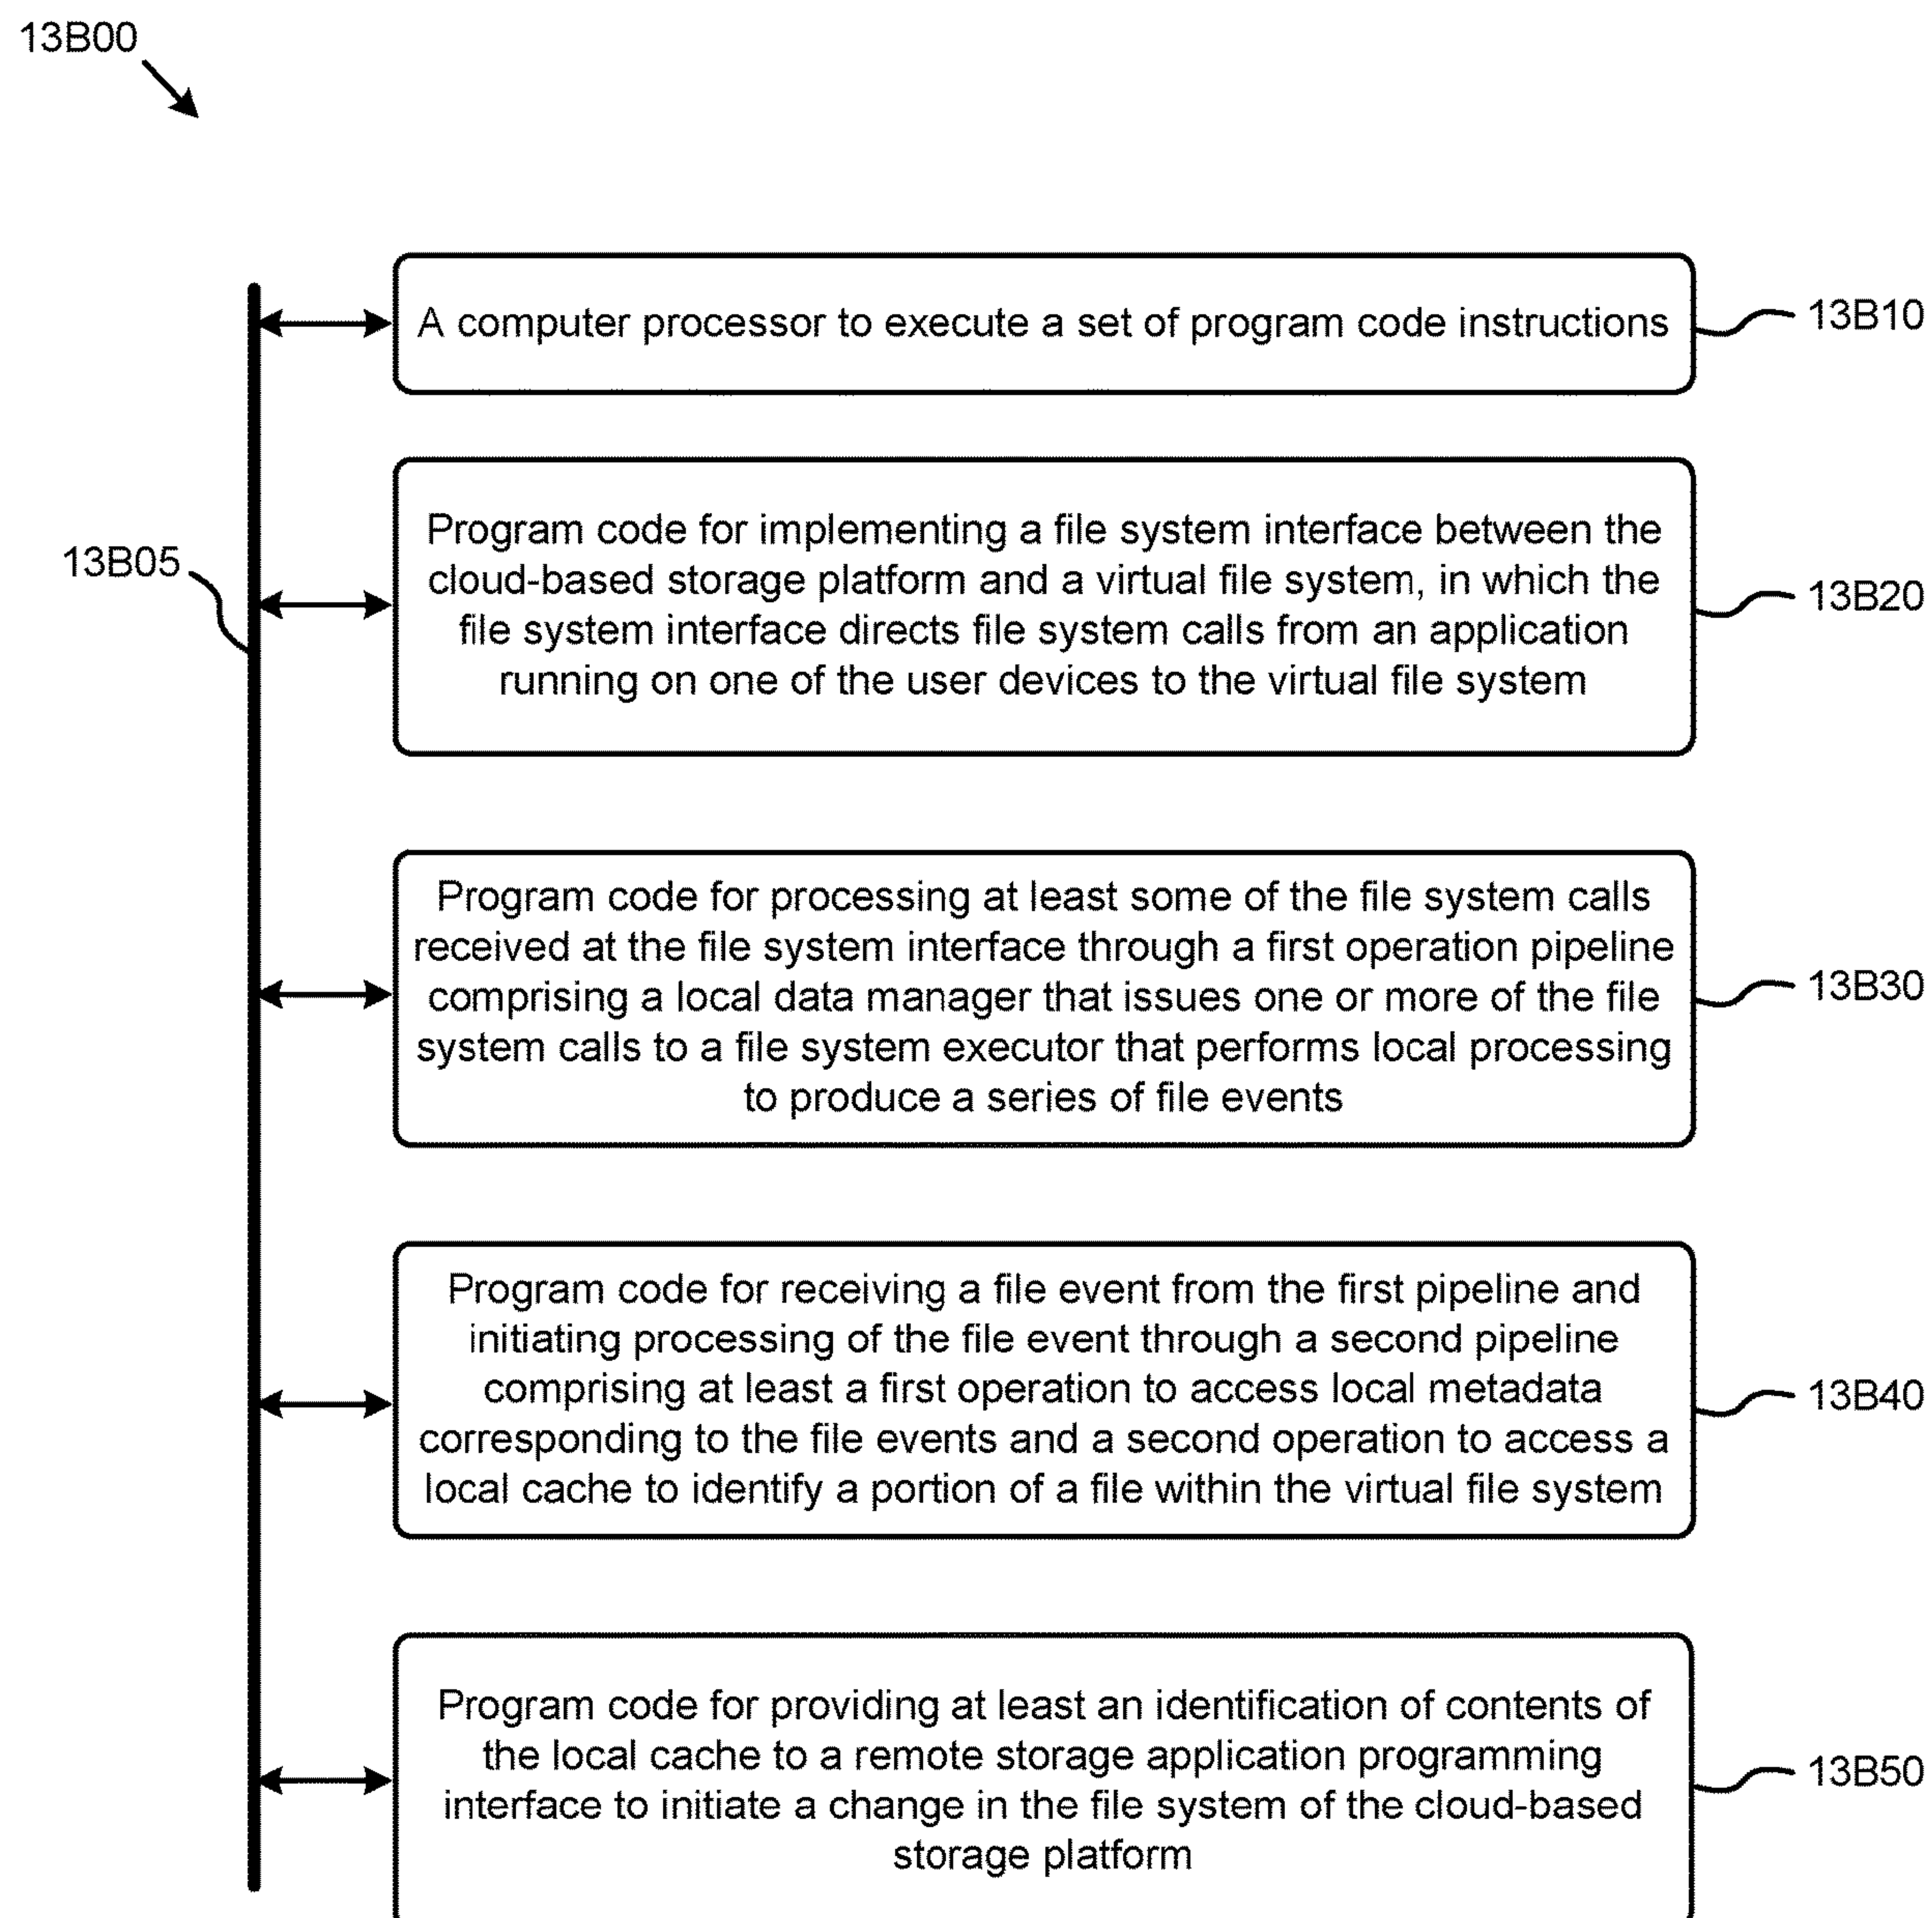 13B00
A computer processor to execute a set of program code instructions
13B10
13B05
Program code for implementing a file system interface between the
cloud-based storage platform and a virtual file system, in which the
file system interface directs file system calls from an application
running on one of the user devices to the virtual file system
13B20
Program code for processing at least some of the file system calls
received at the file system interface through a first operation pipeline
comprising a local data manager that issues one or more of the file
system calls to a file system executor that performs local processing
to produce a series of file events
13B30
Program code for receiving a file event from the first pipeline and
initiating processing of the file event through a second pipeline
comprising at least a first operation to access local metadata
corresponding to the file events and a second operation to access a
local cache to identify a portion of a file within the virtual file system
13B40
Program code for providing at least an identification of contents of
the local cache to a remote storage application programming
interface to initiate a change in the file system of the cloud-based
storage platform
13B50